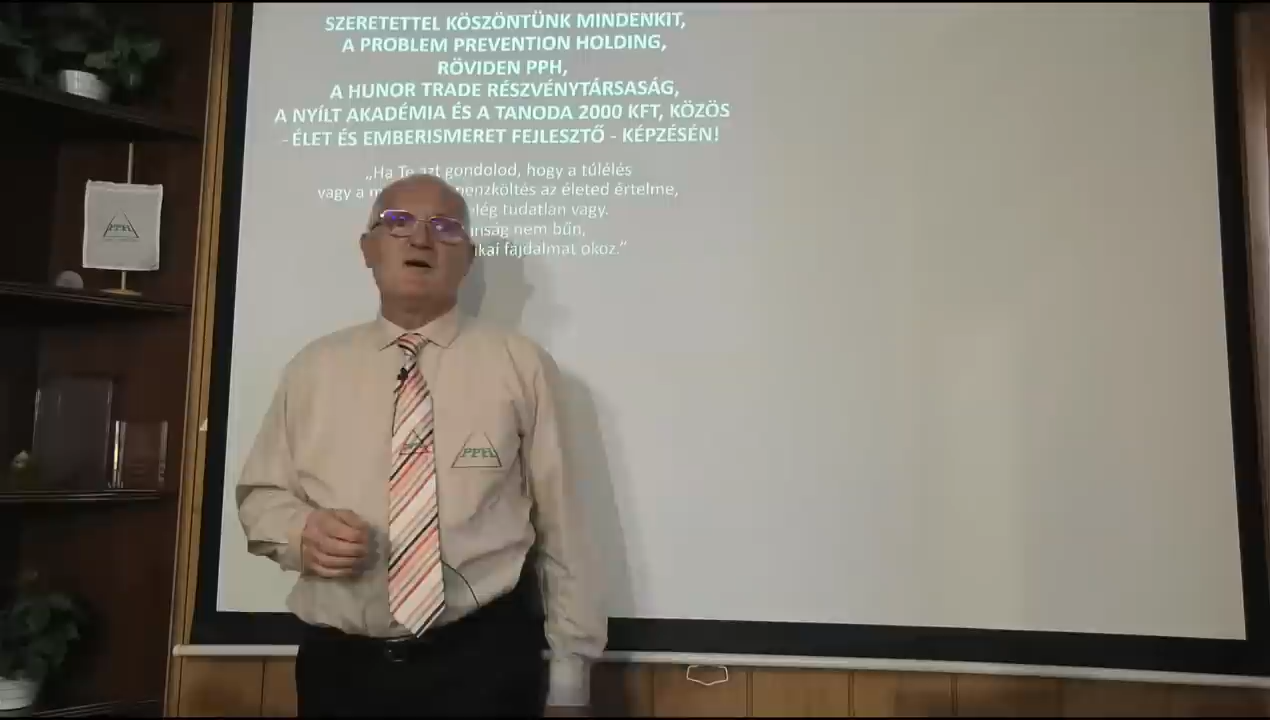 SZERETETTEL KÖSZÖNTÜNK MINDENKIT,
A PROBLEM PREVENTION HOLDING,
RÖVIDEN PPH,
A HUNOR TRADE RÉSZVÉNYTÁRSASÁG,
A NYÍLT AKADÉMIA ÉS A TANODA 2000 KFT, KÖZÖS
- ÉLET ÉS EMBERISMERET FEJLESZTŐ - KÉPZÉSÉN!
„Ha Te azt gondolod, hogy a túlélés
vagy a pénzköltés az életed értelme,
tudatlan vagy.
nem bűn,
fájdalmat okoz.”
PPH
PPH